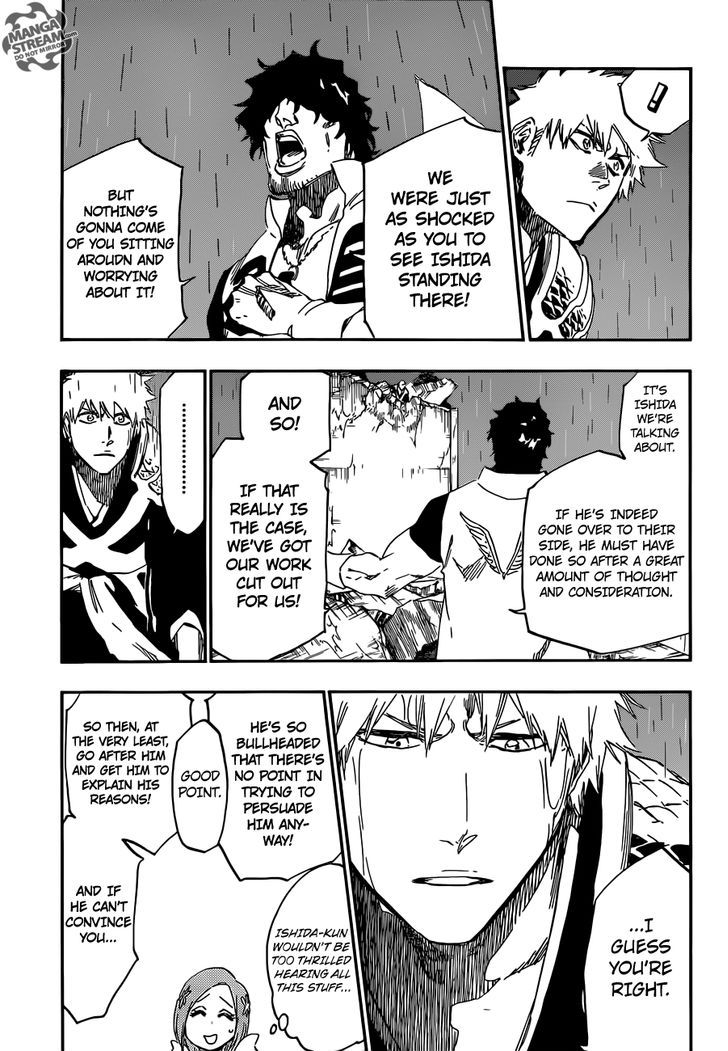 MANGA
STREAM.com
DO NOT MIRROR
!
WE
WERE JUST
AS SHOCKED
AS YOU TO
SEE ISHIDA
STANDING
THERE!
BUT
NOTHING'S
GONNA COME
OF YOU SITTING
AROUDN AND
WORRYING
ABOUT IT!
IT'S
ISHIDA
WE'RE
TALKING
ABOUT.
IF HE'S INDEED
GONE OVER TO THEIR
SIDE, HE MUST HAVE
DONE SO AFTER A GREAT
AMOUNT OF THOUGHT
AND CONSIDERATION.
AND
SO!
IF THAT
REALLY IS
THE CASE,
WE'VE GOT
OUR WORK
CUT OUT
FOR US!
..........
...I
GUESS
YOU'RE
RIGHT.
HE'S SO
BULLHEADED
THAT THERE'S
NO POINT IN
TRYING TO
PERSUADE
HIM ANY-
WAY!
GOOD
POINT.
SO THEN, AT
THE VERY LEAST,
GO AFTER HIM
AND GET HIM TO
EXPLAIN HIS
REASONS!
ISHIDA-KUN
WOULDN'T BE
TOO THRILLED
HEARING ALL
THIS STUFF...
AND IF
HE CAN'T
CONVINCE
YOU...